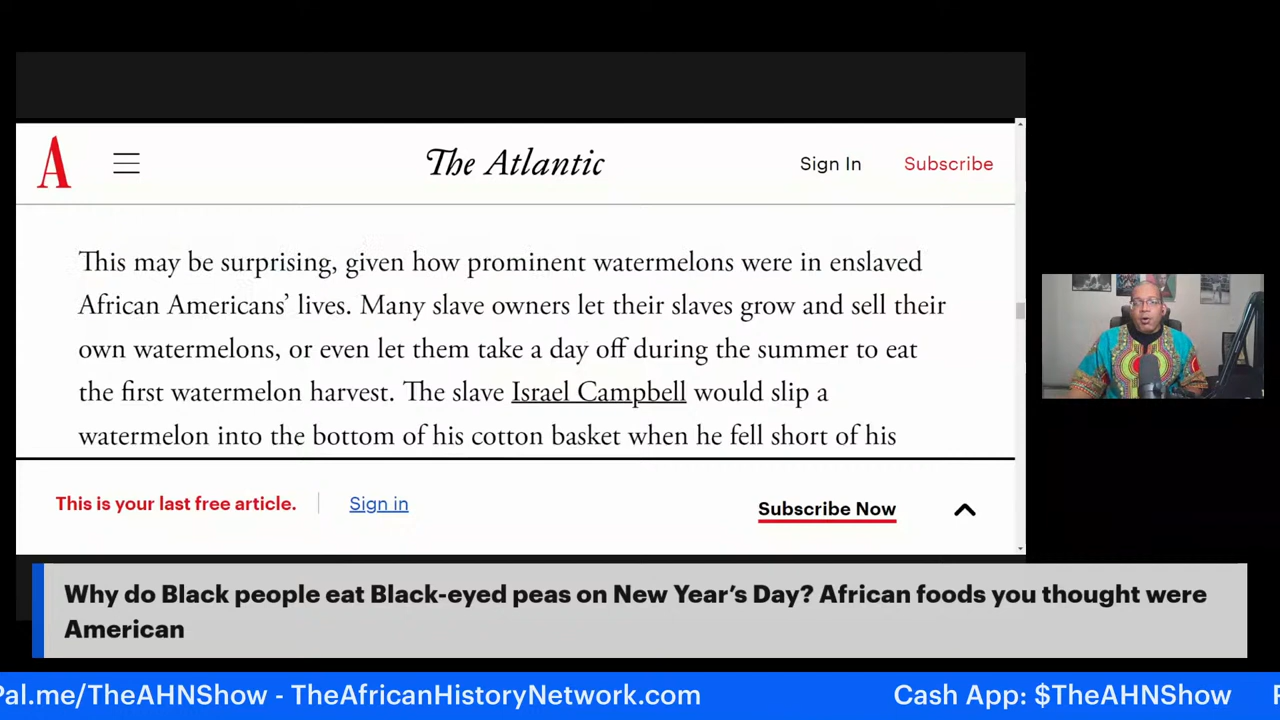 A
The Atlantic
Sign In
Subscribe
This may be surprising, given how prominent watermelons were in enslaved
African Americans’ lives. Many slave owners let their slaves grow and sell their
own watermelons, or even let them take a day off during the summer to eat
the first watermelon harvest. The slave Israel Campbell would slip a
watermelon into the bottom of his cotton basket when he fell short of his
This is your last free article.
Sign in
Subscribe Now
Why do Black people eat Black-eyed peas on New Year’s Day? African foods you thought were
American
Pal.me/TheAHNShow - TheAfricanHistoryNetwork.com
Cash App: $TheAHNShow